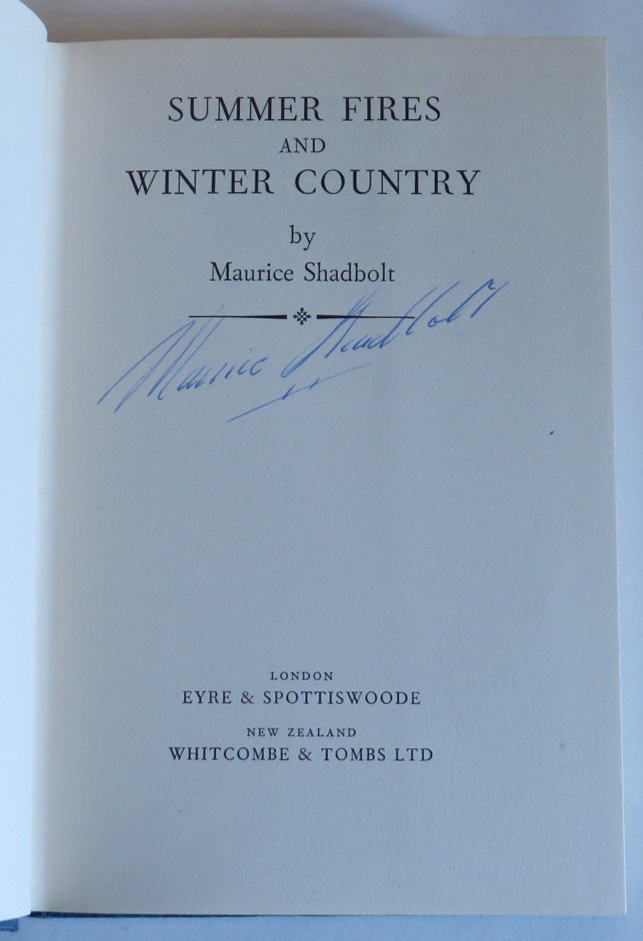 SUMMER FIRES
AND
WINTER COUNTRY
by
Maurice Shadbolt
Maurice Shadbolt
LONDON
EYRE & SPOTTISWOODE
NEW ZEALAND
WHITCOMBE & TOMBS LTD